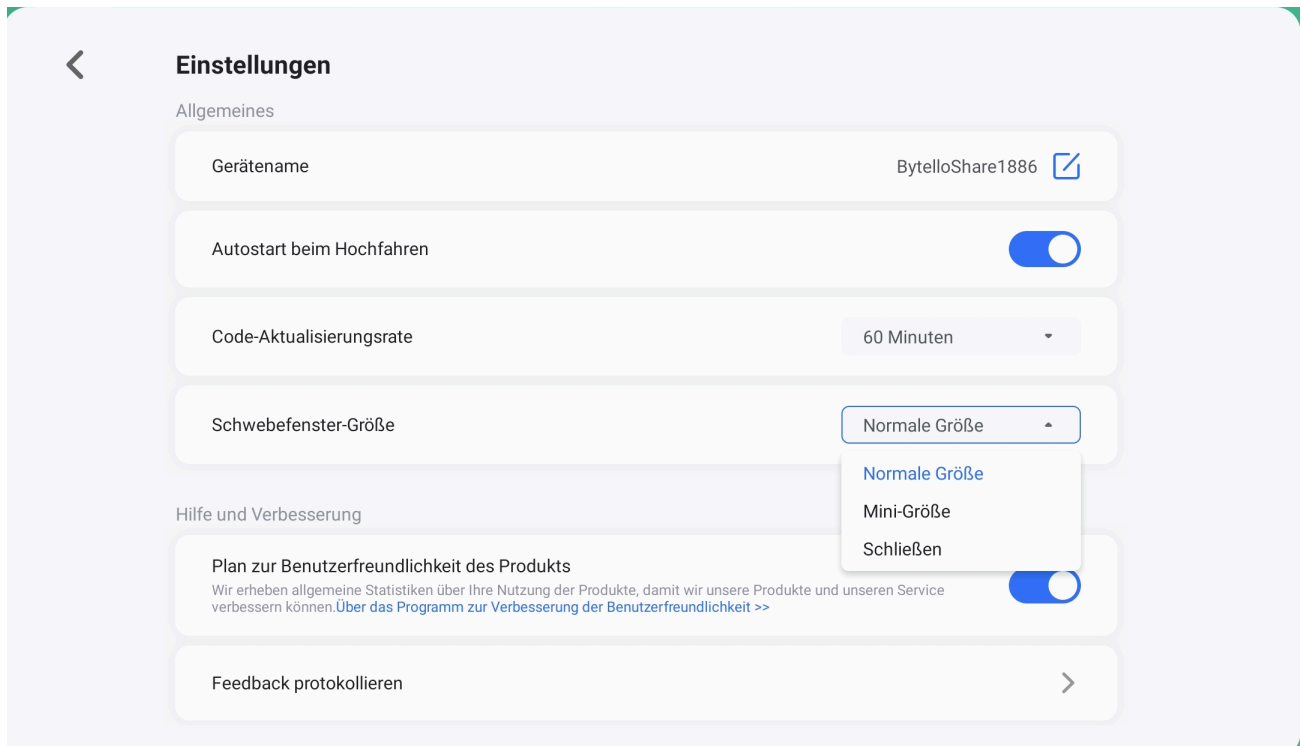 Einstellungen
Allgemeines
Gerätename
BytelloShare1886
Autostart beim Hochfahren
Code-Aktualisierungsrate
60 Minuten
Schwebefenster-Größe
Normale Größe
Normale Größe
Mini-Größe
Schließen
Hilfe und Verbesserung
Plan zur Benutzerfreundlichkeit des Produkts
Wir erheben allgemeine Statistiken über Ihre Nutzung der Produkte, damit wir unsere Produkte und unseren Service
verbessern können.Über das Programm zur Verbesserung der Benutzerfreundlichkeit >>
Feedback protokollieren